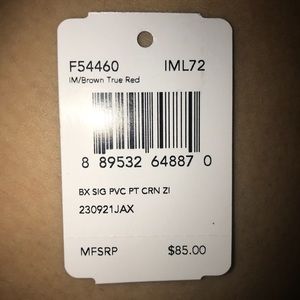 F54460 IML72
IM/Brown True Red
8 89532 64887 0
BX SIG PVC PT CRN ZI
230921JAX
MFSRP $85.00